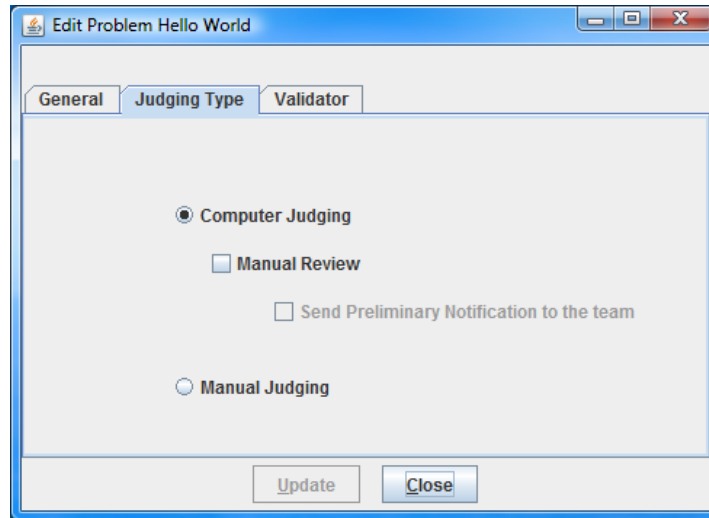 Edit Problem Hello World
General Judging Type Validator
Computer Judging
Manual Review
Send Preliminary Notification to the team
Manual Judging
Update Close